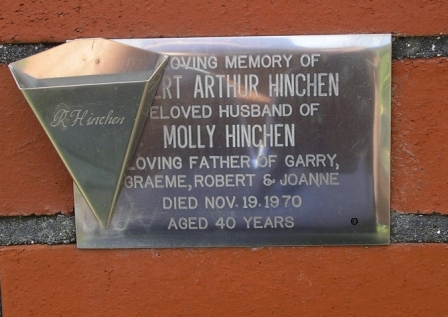 LOVING MEMORY OF
ARTHUR HINCHEN
BELOVED HUSBAND OF
MOLLY HINCHEN
LOVING FATHER OF GARRY,
GRAEME, ROBERT & JOANNE
DIED NOV. 19. 1970
AGED 40 YEARS
R Hinchen